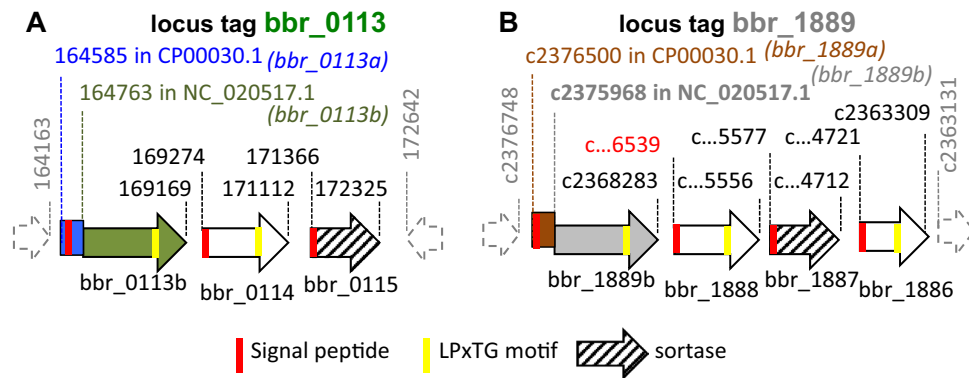 A
locus tag bbr_0113
164585 in CP00030.1 (bbr_0113a)
164763 in NC_020517.1
(bbr_0113b)
164163
172642
169274
171366
169169
171112
172325
bbr_0113b
bbr_0114
bbr_0115
B
locus tag bbr_1889
c2376500 in CP00030.1 (bbr_1889a)
(bbr_1889b)
c2375968 in NC_020517.1
c2376748
c2363131
c2363309
c...6539
c...5577
c...4721
c2368283
c...5556
c...4712
bbr_1889b
bbr_1888
bbr_1887
bbr_1886
Signal peptide
LPxTG motif
sortase